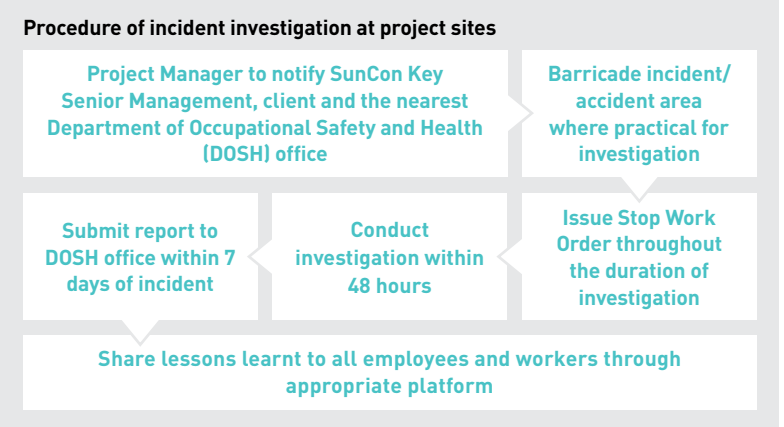 Procedure of incident investigation at project sites
Project Manager to notify SunCon Key
Senior Management, client and the nearest
Department of Occupational Safety and Health
(DOSH) office
Barricade incident/
accident area
where practical for
investigation
Issue Stop Work
Order throughout
the duration of
investigation
Conduct
investigation within
48 hours
Submit report to
DOSH office within 7
days of incident
Share lessons learnt to all employees and workers through
appropriate platform